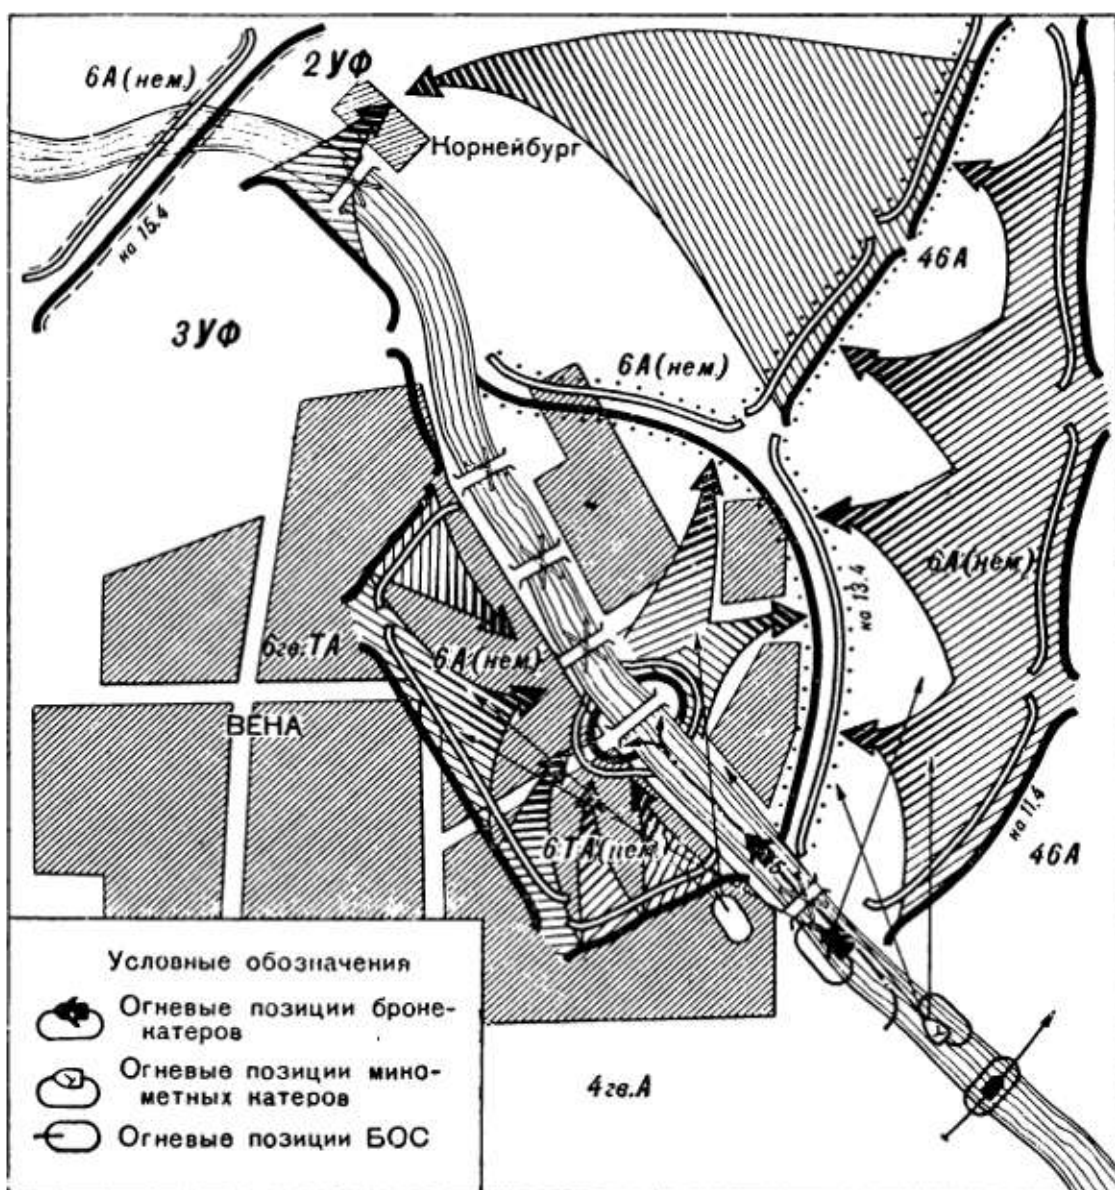 6А(нем.)
2УФ
Корнейбург
на 15.4
46А
3УФ
6А(нем.)
6А(нем.)
на 13.4
6гв.ТА
6А(нем.)
ВЕНА
на 11.4
6ТА(нем.)
46А
Условные обозначения
Огневые позиции броне-
катеров
Огневые позиции мино-
метных катеров
Огневые позиции БОС
4гв.А